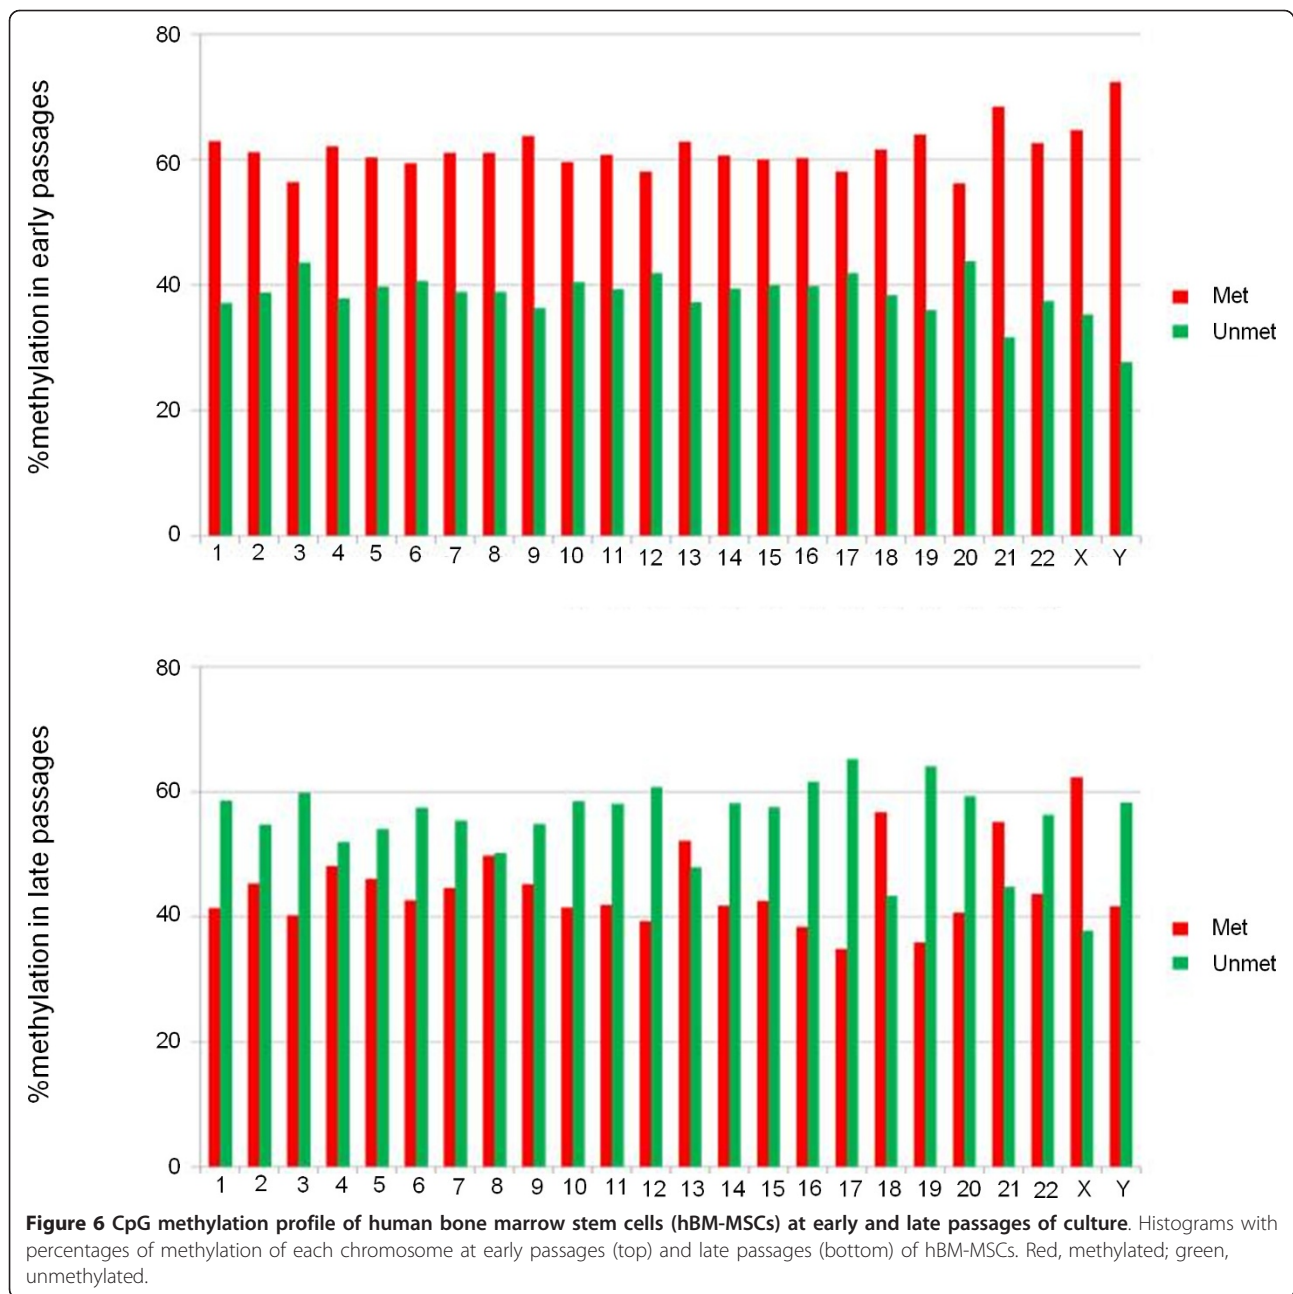 %methylation in early passages
80
60
40
20
0
1 2 3 4 5 6 7 8 9 10 11 12 13 14 15 16 17 18 19 20 21 22 X Y
Met
Unmet
%methylation in late passages
80
60
40
20
0
1 2 3 4 5 6 7 8 9 10 11 12 13 14 15 16 17 18 19 20 21 22 X Y
Met
Unmet
Figure 6 CpG methylation profile of human bone marrow stem cells (hBM-MSCs) at early and late passages of culture. Histograms with
percentages of methylation of each chromosome at early passages (top) and late passages (bottom) of hBM-MSCs. Red, methylated; green,
unmethylated.